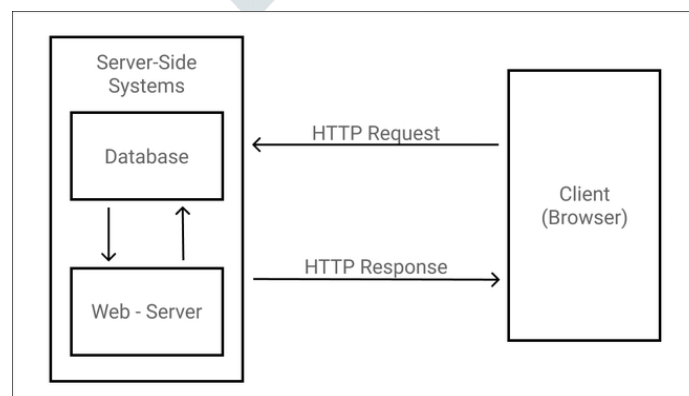 Server-Side
Systems
Database
Web - Server
HTTP Request
HTTP Response
Client
(Browser)